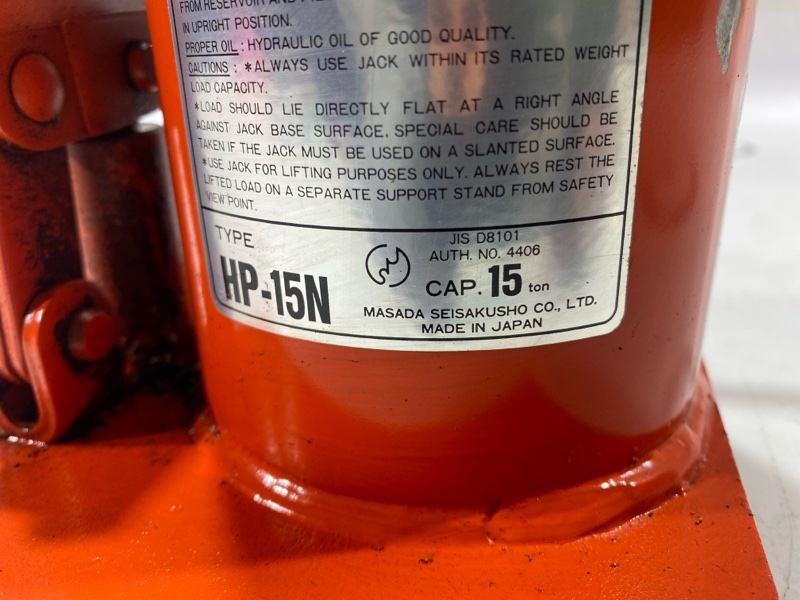 FROM RESERVOIR AND
IN UPRIGHT POSITION.
PROPER OIL : HYDRAULIC OIL OF GOOD QUALITY.
CAUTIONS : *ALWAYS USE JACK WITHIN ITS RATED WEIGHT
LOAD CAPACITY.
*LOAD SHOULD LIE DIRECTLY FLAT AT A RIGHT ANGLE
AGAINST JACK BASE SURFACE. SPECIAL CARE SHOULD BE
TAKEN IF THE JACK MUST BE USED ON A SLANTED SURFACE.
*USE JACK FOR LIFTING PURPOSES ONLY. ALWAYS REST THE
LIFTED LOAD ON A SEPARATE SUPPORT STAND FROM SAFETY
VIEW POINT.
TYPE
HP-15N
JIS D8101
AUTH. NO. 4406
CAP. 15 ton
MASADA SEISAKUSHO CO., LTD.
MADE IN JAPAN